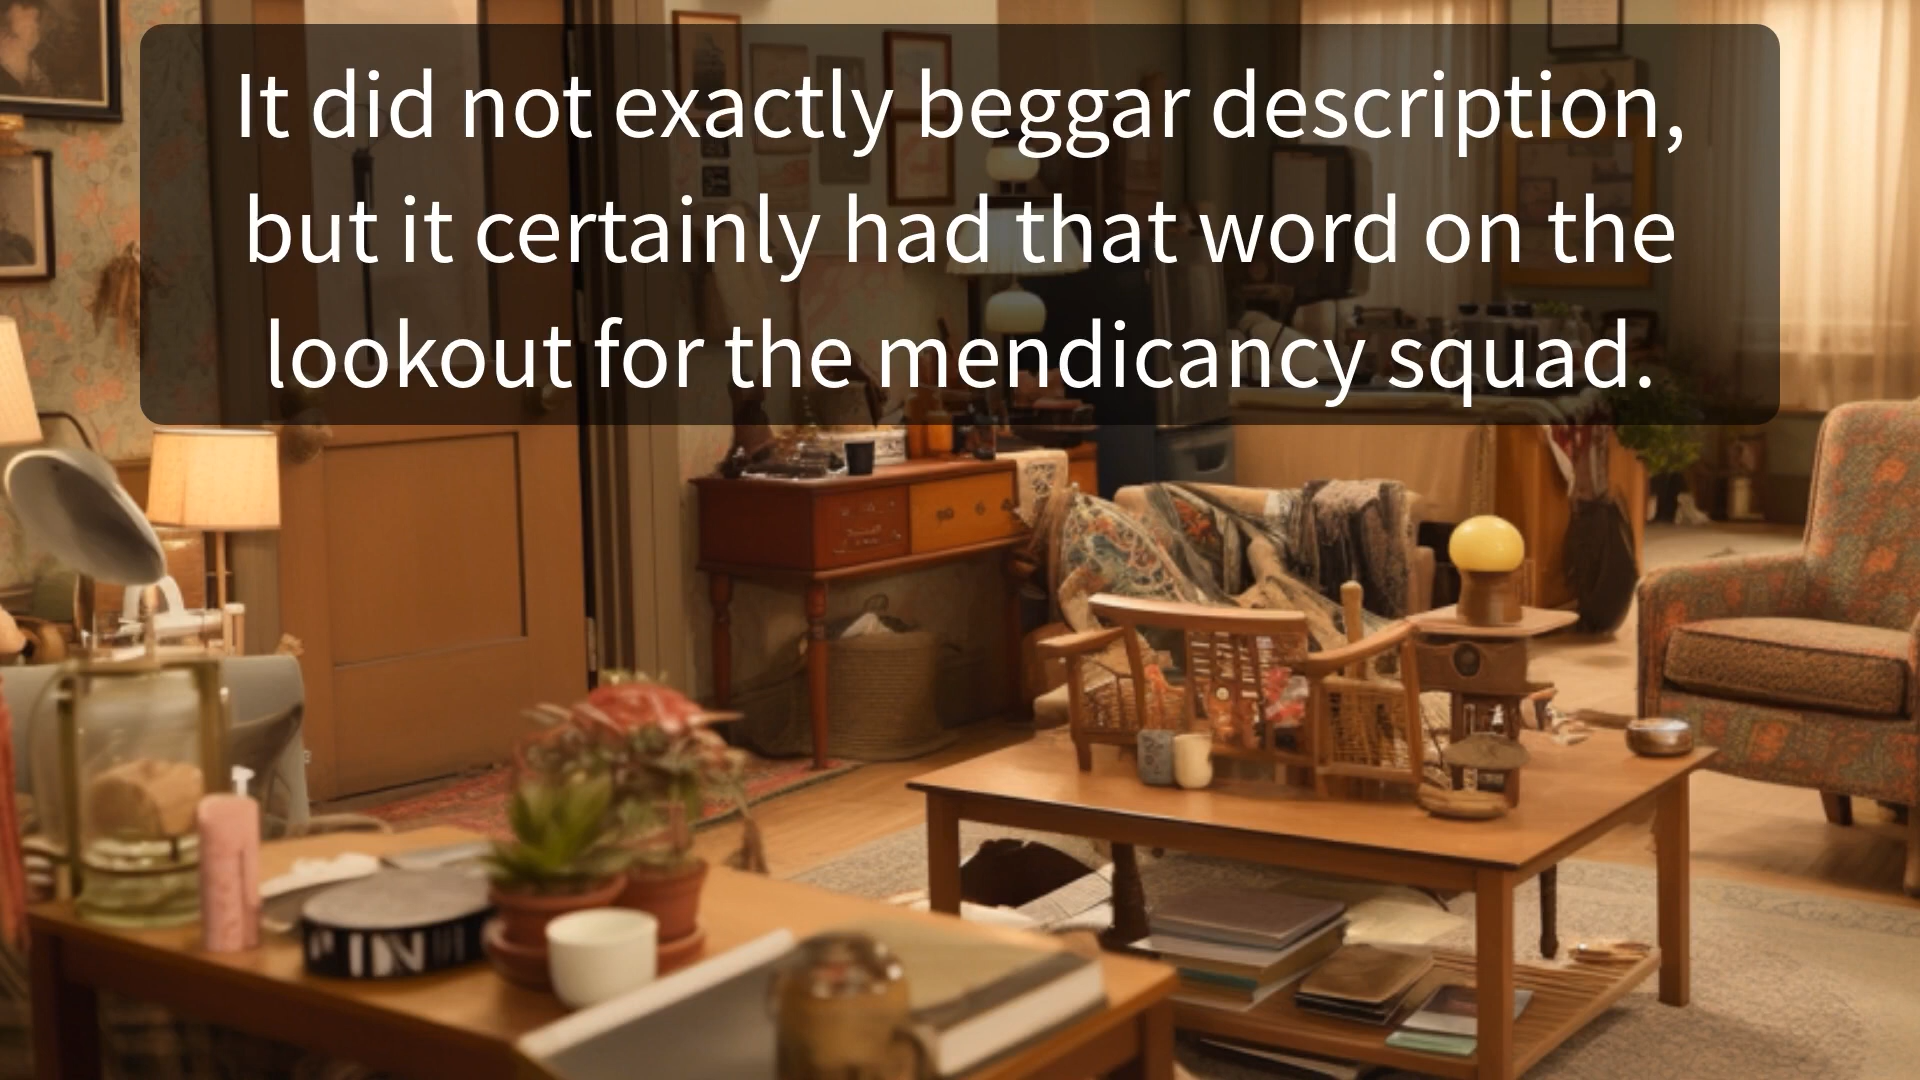 It did not exactly beggar description,
but it certainly had that word on the
lookout for the mendicancy squad.